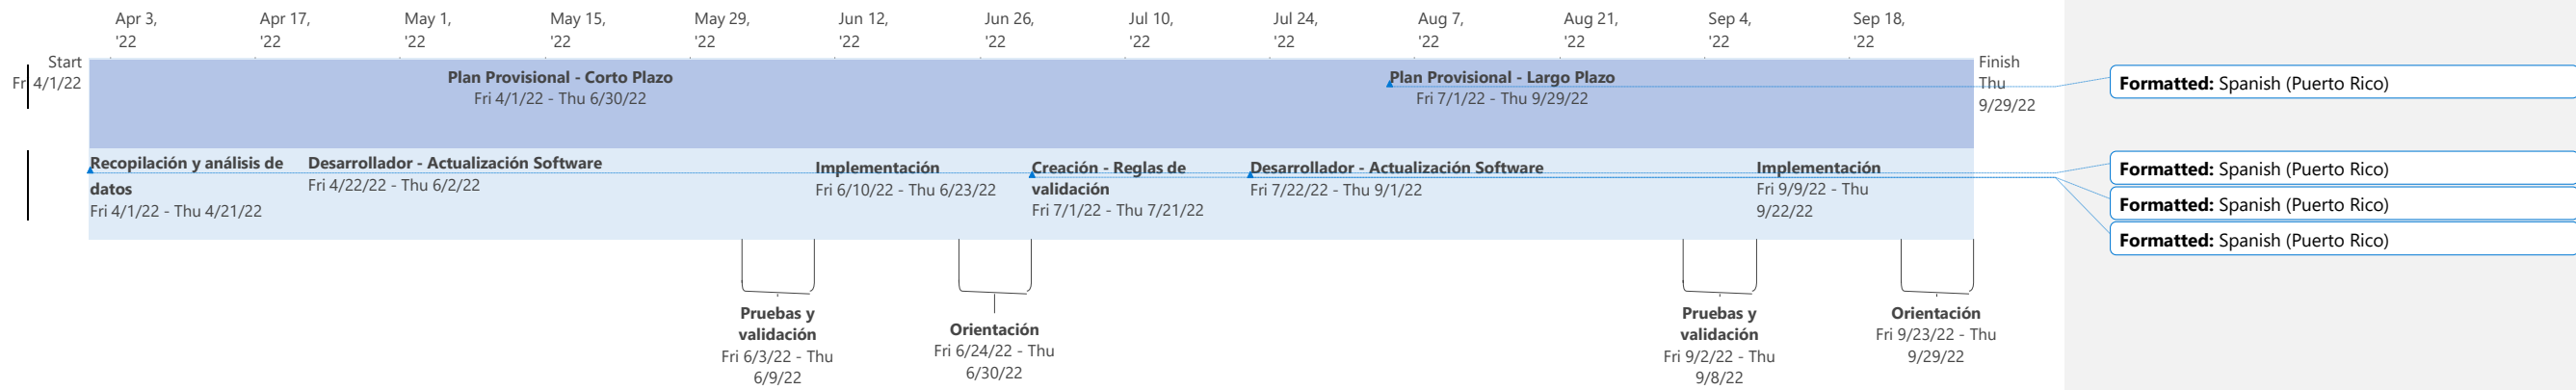 Apr 3, '22
Apr 17, '22
May 1, '22
May 15, '22
May 29, '22
Jun 12, '22
Jun 26, '22
Jul 10, '22
Jul 24, '22
Aug 7, '22
Aug 21, '22
Sep 4, '22
Sep 18, '22
Start
Fri 4/1/22
Plan Provisional - Corto Plazo
Fri 4/1/22 - Thu 6/30/22
Plan Provisional - Largo Plazo
Fri 7/1/22 - Thu 9/29/22
Finish
Thu
9/29/22
Formatted: Spanish (Puerto Rico)
Recopilación y análisis de
datos
Fri 4/1/22 - Thu 4/21/22
Desarrollador - Actualización Software
Fri 4/22/22 - Thu 6/2/22
Implementación
Fri 6/10/22 - Thu 6/23/22
Creación - Reglas de
validación
Fri 7/1/22 - Thu 7/21/22
Desarrollador - Actualización Software
Fri 7/22/22 - Thu 9/1/22
Implementación
Fri 9/9/22 - Thu
9/22/22
Formatted: Spanish (Puerto Rico)
Formatted: Spanish (Puerto Rico)
Formatted: Spanish (Puerto Rico)
Pruebas y
validación
Fri 6/3/22 - Thu
6/9/22
Orientación
Fri 6/24/22 - Thu
6/30/22
Pruebas y
validación
Fri 9/2/22 - Thu
9/8/22
Orientación
Fri 9/23/22 - Thu
9/29/22